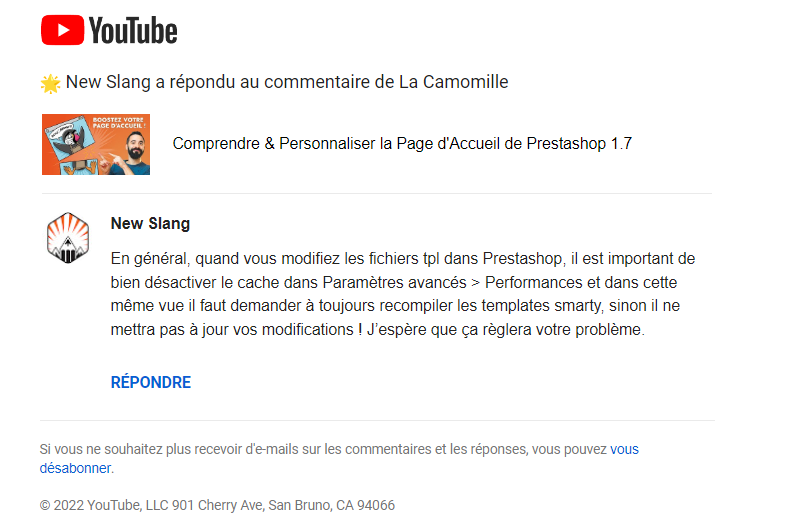 YouTube
New Slang a répondu au commentaire de La Camomille
BOOSTEZ VOTRE
PAGE D'ACCUEIL !
Comprendre & Personnaliser la Page d'Accueil de Prestashop 1.7
New Slang
En général, quand vous modifiez les fichiers tpl dans Prestashop, il est important de
bien désactiver le cache dans Paramètres avancés > Performances et dans cette
même vue il faut demander à toujours recompiler les templates smarty, sinon il ne
mettra pas à jour vos modifications ! J’espère que ça règlera votre problème.
RÉPONDRE
Si vous ne souhaitez plus recevoir d'e-mails sur les commentaires et les réponses, vous pouvez vous
désabonner.
© 2022 YouTube, LLC 901 Cherry Ave, San Bruno, CA 94066